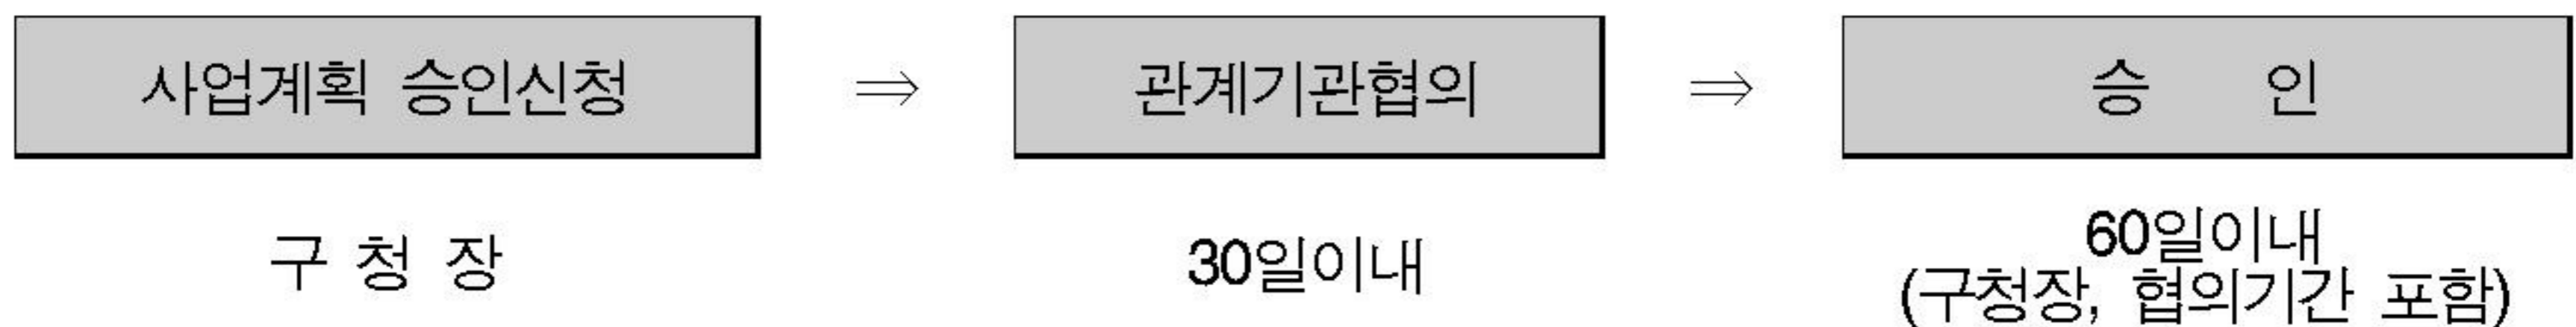 사업계획 승인신청 ⇒ 관계기관협의 ⇒ 승 인
구 청 장 30일이내 60일이내
(구청장, 협의기간 포함)